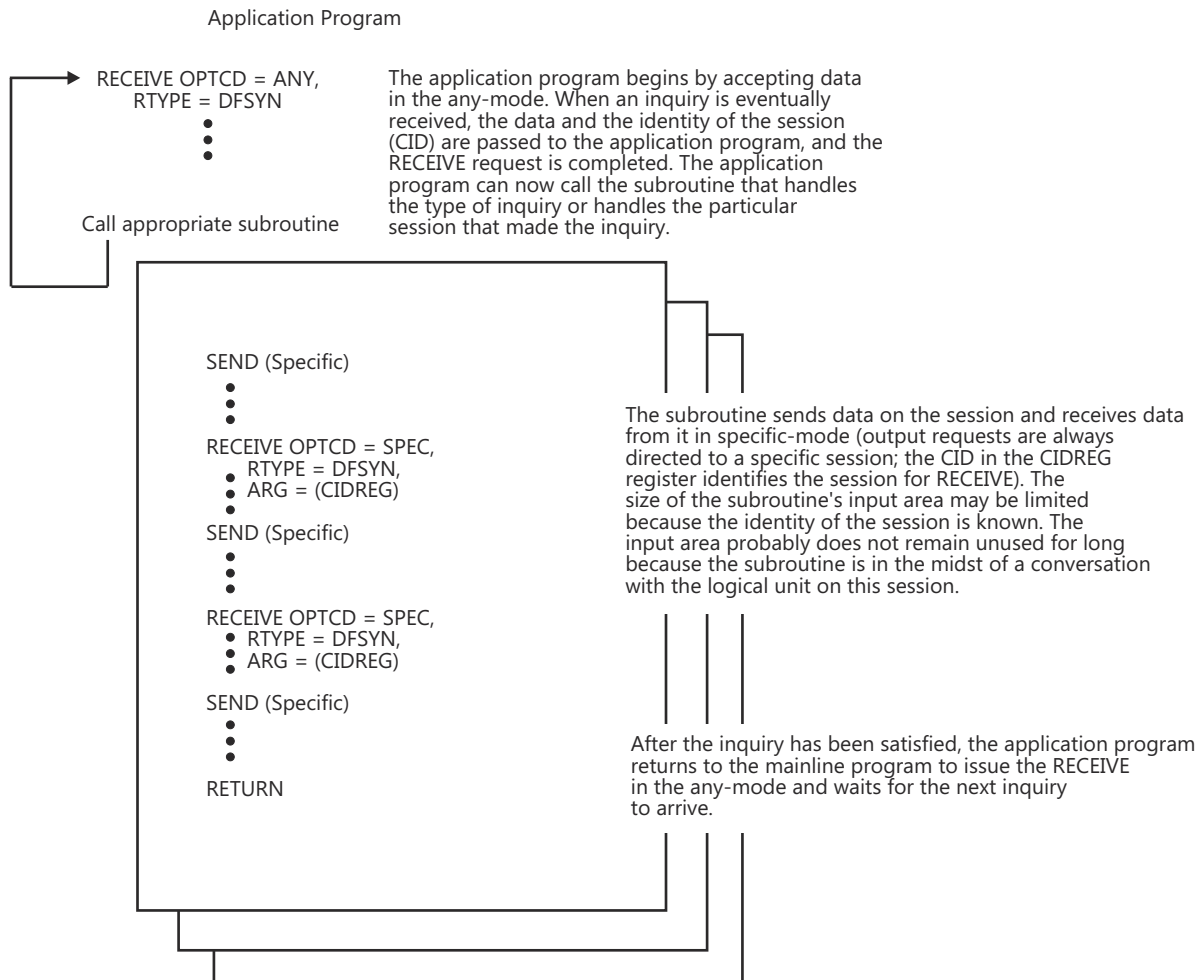 Application Program
RECEIVE OPTCD = ANY,
RTYPE = DFSYN
The application program begins by accepting data
in the any-mode. When an inquiry is eventually
received, the data and the identity of the session
(CID) are passed to the application program, and the
RECEIVE request is completed. The application
program can now call the subroutine that handles
the type of inquiry or handles the particular
session that made the inquiry.
Call appropriate subroutine
SEND (Specific)
RECEIVE OPTCD = SPEC,
RTYPE = DFSYN,
ARG = (CIDREG)
SEND (Specific)
The subroutine sends data on the session and receives data
from it in specific-mode (output requests are always
directed to a specific session; the CID in the CIDREG
register identifies the session for RECEIVE). The
size of the subroutine's input area may be limited
because the identity of the session is known. The
input area probably does not remain unused for long
because the subroutine is in the midst of a conversation
with the logical unit on this session.
RECEIVE OPTCD = SPEC,
RTYPE = DFSYN,
ARG = (CIDREG)
SEND (Specific)
RETURN
After the inquiry has been satisfied, the application program
returns to the mainline program to issue the RECEIVE
in the any-mode and waits for the next inquiry
to arrive.